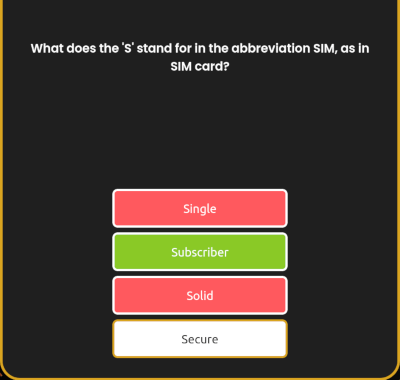 What does the 'S' stand for in the abbreviation SIM, as in
SIM card?
Single
Subscriber
Solid
Secure